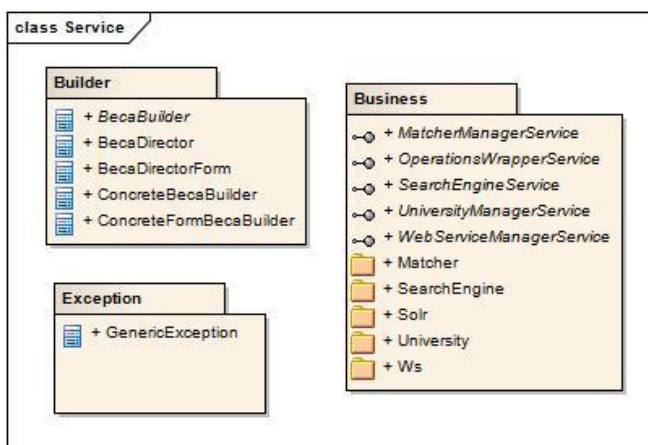 class Service
Builder
+ BecaBuilder
+ BecaDirector
+ BecaDirectorForm
+ ConcreteBecaBuilder
+ ConcreteFormBecaBuilder
Exception
+ GenericException
Business
+ MatcherManagerService
+ OperationsWrapperService
+ SearchEngineService
+ UniversityManagerService
+ WebServiceManagerService
+ Matcher
+ SearchEngine
+ Solr
+ University
+ Ws